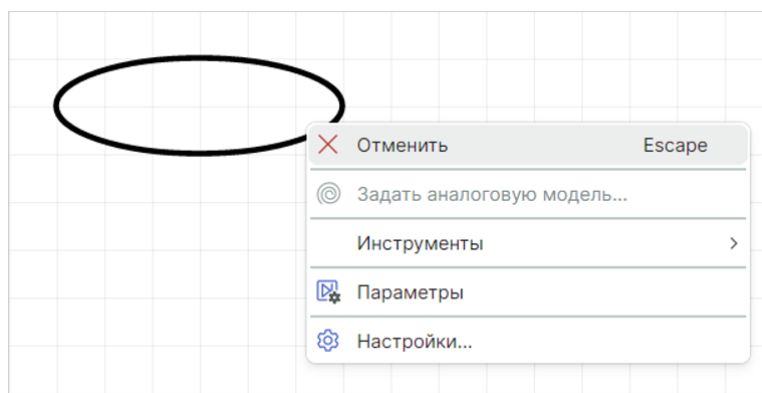 Отменить Escape
Задать аналоговую модель...
Инструменты
Параметры
Настройки...